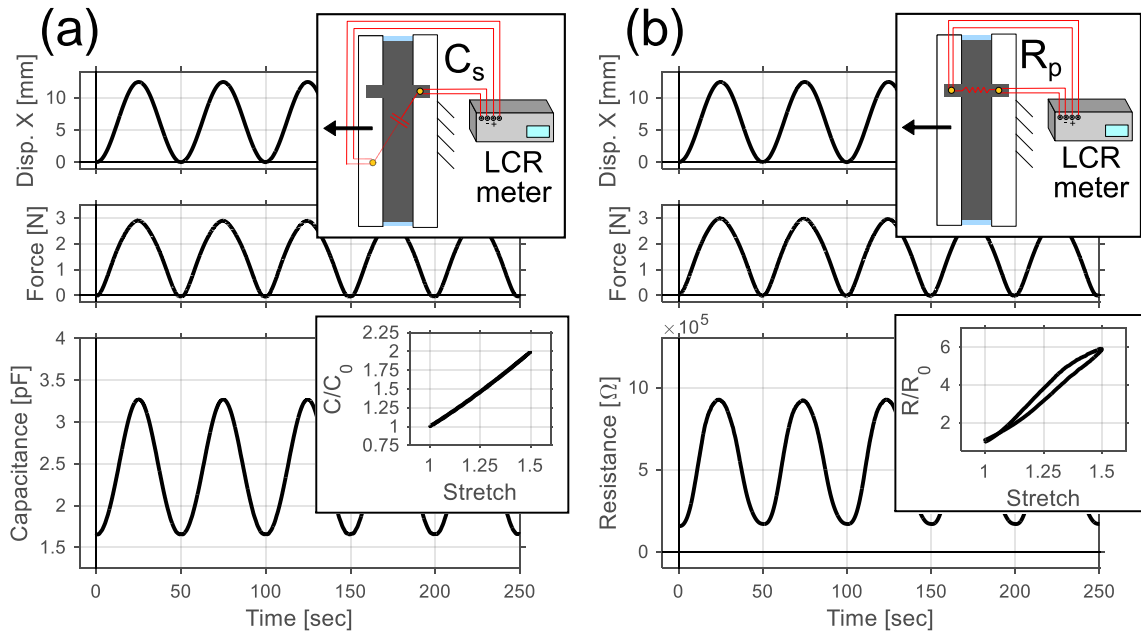 (a)
Disp. X [mm]
10
5
0
C_s
- +
LCR
meter
Force [N]
3
2
1
0
Capacitance [pF]
4
3.5
3
2.5
2
1.5
C/C_0
2.25
2
1.75
1.5
1.25
1
0.75
1 1.25 1.5
Stretch
0 50 100 150 200 250
Time [sec]
(b)
Disp. X [mm]
10
5
0
R_p
- +
LCR
meter
Force [N]
3
2
1
0
×10^5
Resistance [Ω]
10
5
0
R/R_0
6
4
2
1 1.25 1.5
Stretch
0 50 100 150 200 250
Time [sec]